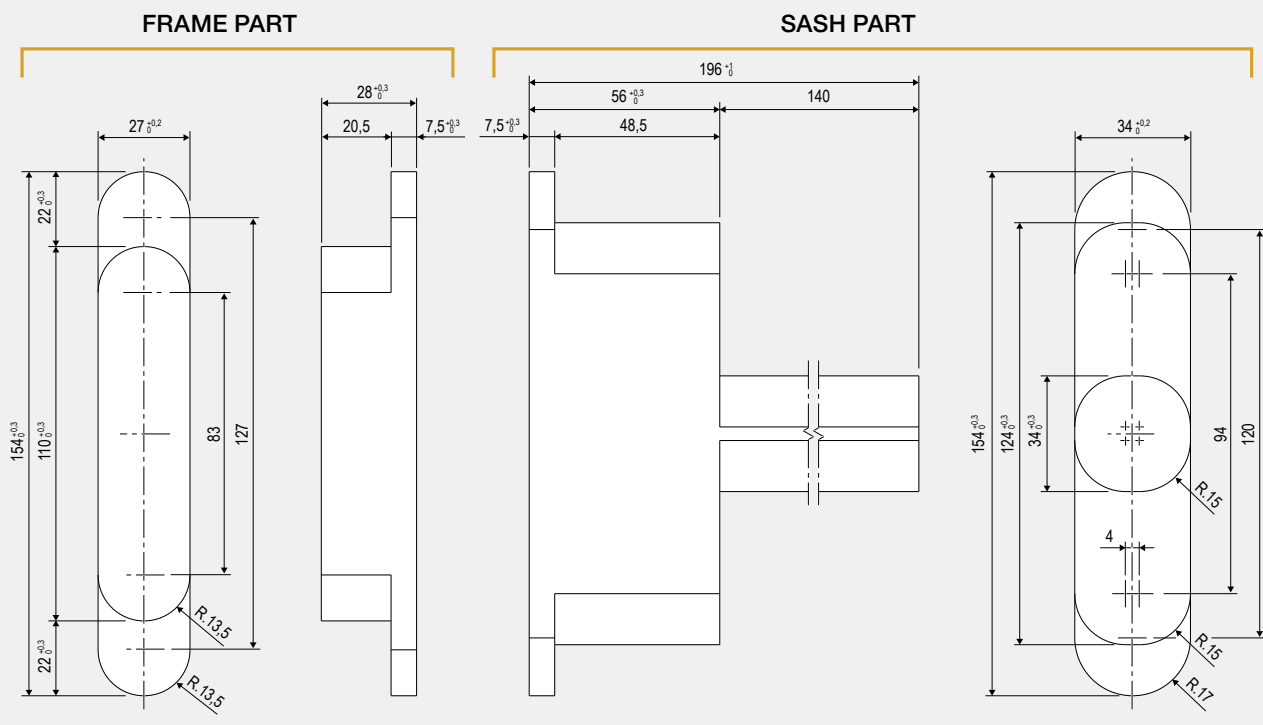 FRAME PART
SASH PART
196 +1 0
28 +0,3 0
56 +0,3 0
140
27 +0,2 0
20,5
7,5 +0,3 0
7,5 +0,3 0
48,5
34 +0,2 0
22 +0,3 0
154 +0,3 0
110 +0,3 0
83
127
22 +0,3 0
R.13,5
R.13,5
154 +0,3 0
124 +0,3 0
34 +0,3 0
94
120
R.15
4
R.15
R.17